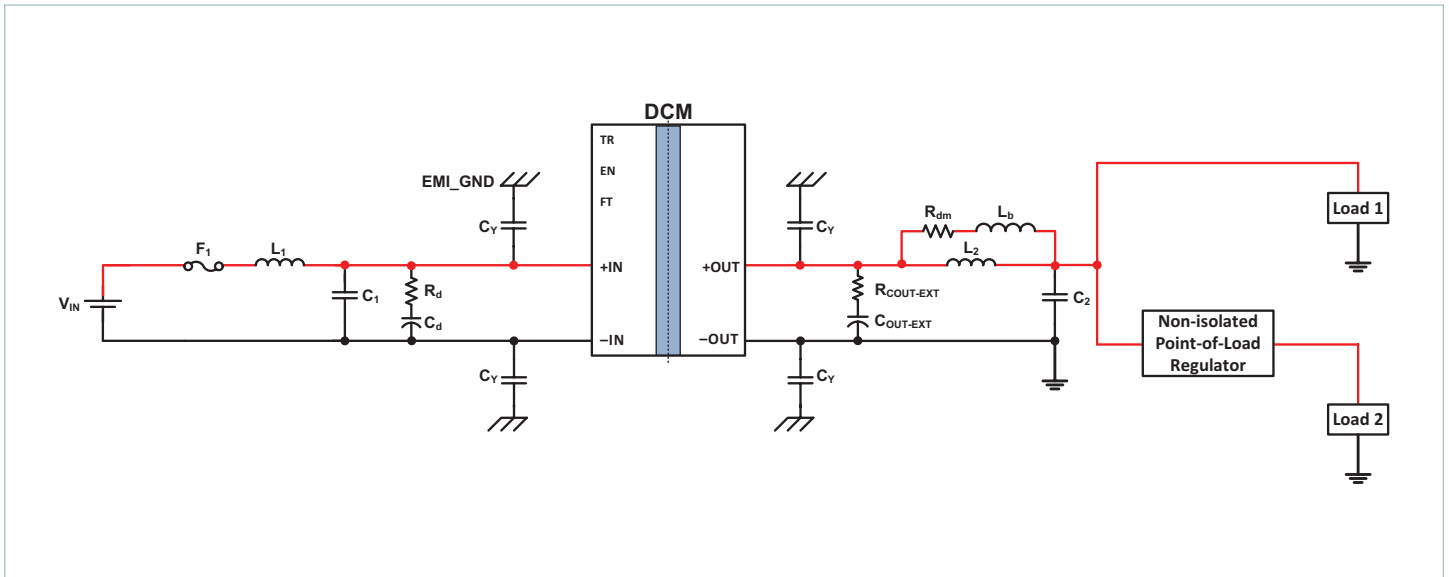 DCM
TR
EN
FT
+IN
–IN
+OUT
–OUT
EMI_GND
CY
CY
F1
L1
VIN
C1
Rd
Cd
CY
CY
Rdm
Lb
L2
RCOUT-EXT
COUT-EXT
C2
Load 1
Non-isolated
Point-of-Load
Regulator
Load 2